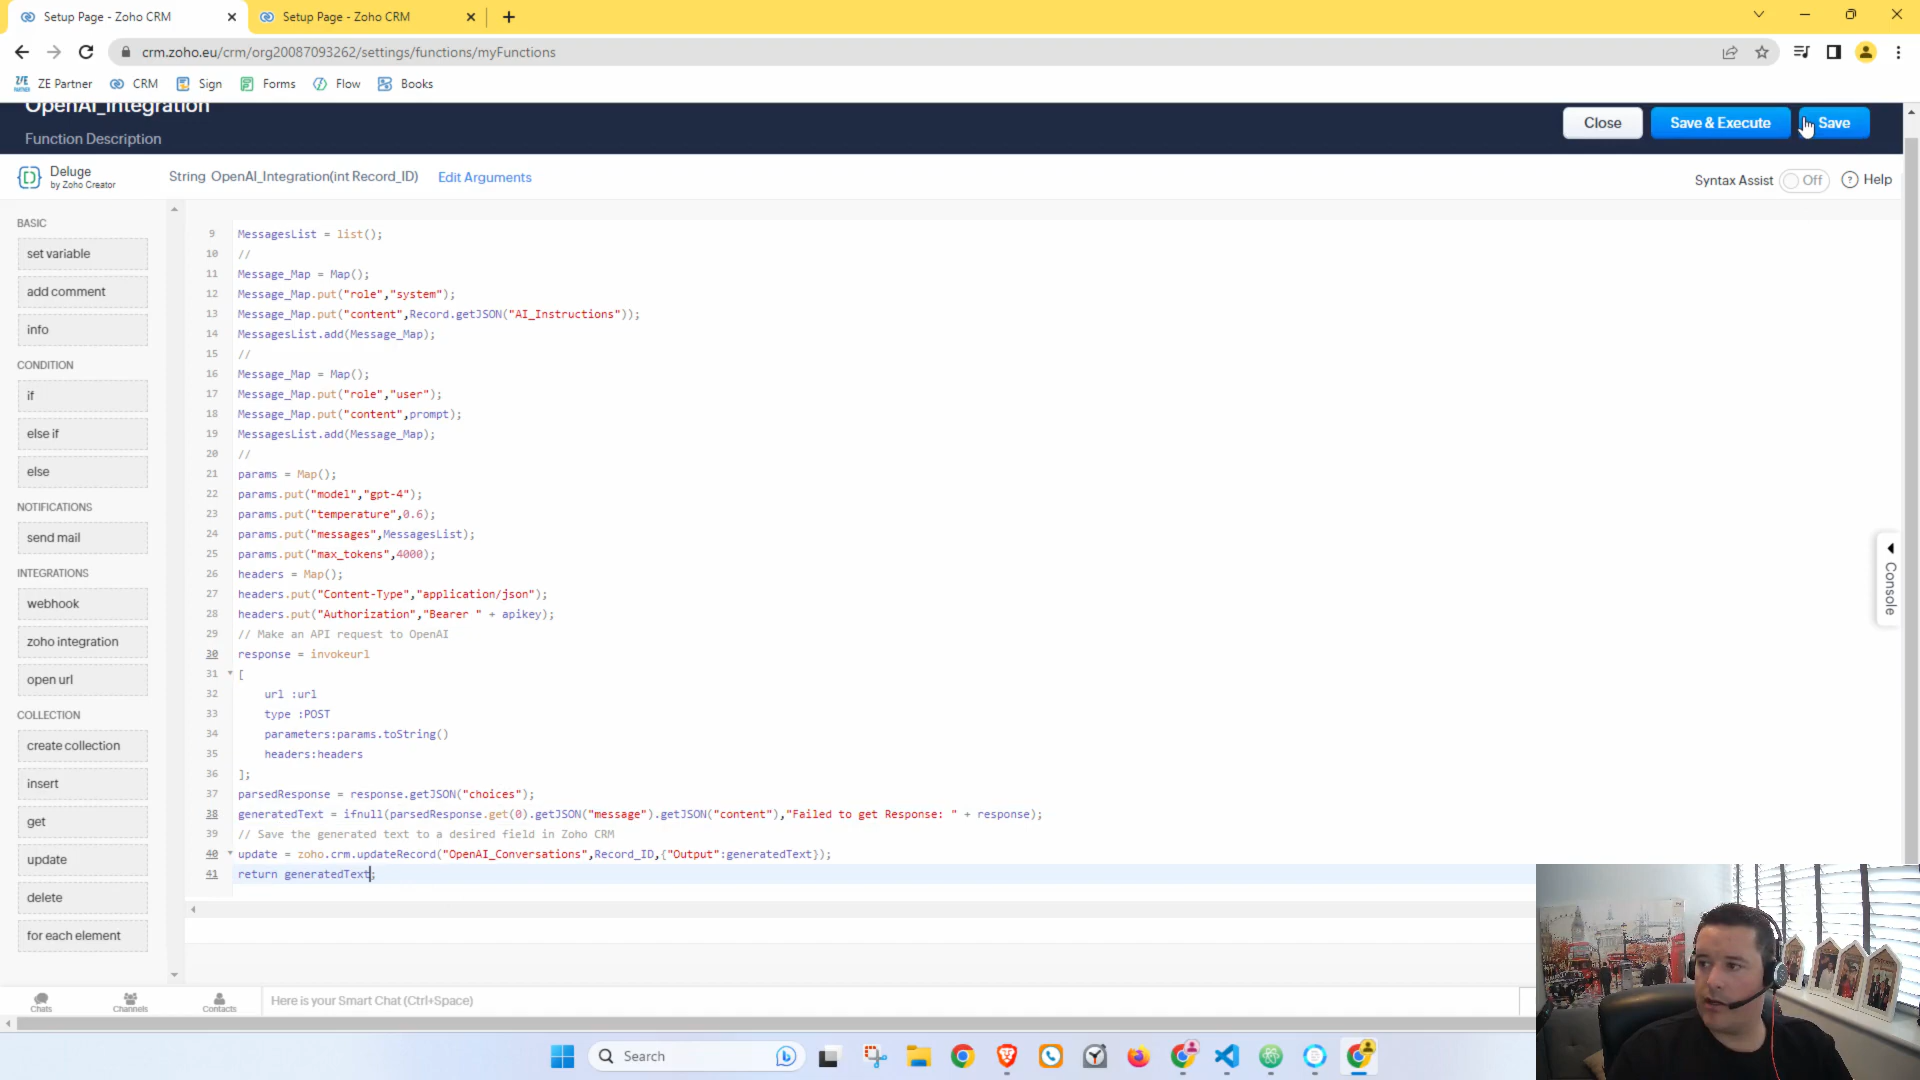 Setup Page - Zoho CRM
Setup Page - Zoho CRM
crm.zoho.eu/crm/org20087093262/settings/functions/myFunctions
ZE Partner
CRM
Sign
Forms
Flow
Books
OpenAI_Integration
Function Description
Close
Save & Execute
Save
Deluge
by Zoho Creator
String OpenAI_Integration(int Record_ID)
Edit Arguments
Syntax Assist
Off
Help
BASIC
set variable
add comment
info
CONDITION
if
else if
else
NOTIFICATIONS
send mail
INTEGRATIONS
webhook
zoho integration
open url
COLLECTION
create collection
insert
get
update
delete
for each element
9 MessagesList = list();
10 //
11 Message_Map = Map();
12 Message_Map.put("role","system");
13 Message_Map.put("content",Record.getJSON("AI_Instructions"));
14 MessagesList.add(Message_Map);
15 //
16 Message_Map = Map();
17 Message_Map.put("role","user");
18 Message_Map.put("content",prompt);
19 MessagesList.add(Message_Map);
20 //
21 params = Map();
22 params.put("model","gpt-4");
23 params.put("temperature",0.6);
24 params.put("messages",MessagesList);
25 params.put("max_tokens",4000);
26 headers = Map();
27 headers.put("Content-Type","application/json");
28 headers.put("Authorization","Bearer " + apikey);
29 // Make an API request to OpenAI
30 response = invokeurl
31 [
32 url :url
33 type :POST
34 parameters:params.toString()
35 headers:headers
36 ];
37 parsedResponse = response.getJSON("choices");
38 generatedText = ifnull(parsedResponse.get(0).getJSON("message").getJSON("content"),"Failed to get Response: " + response);
39 // Save the generated text to a desired field in Zoho CRM
40 update = zoho.crm.updateRecord("OpenAI_Conversations",Record_ID,{"Output":generatedText});
41 return generatedText;
Console
Chats
Channels
Contacts
Here is your Smart Chat (Ctrl+Space)
Search